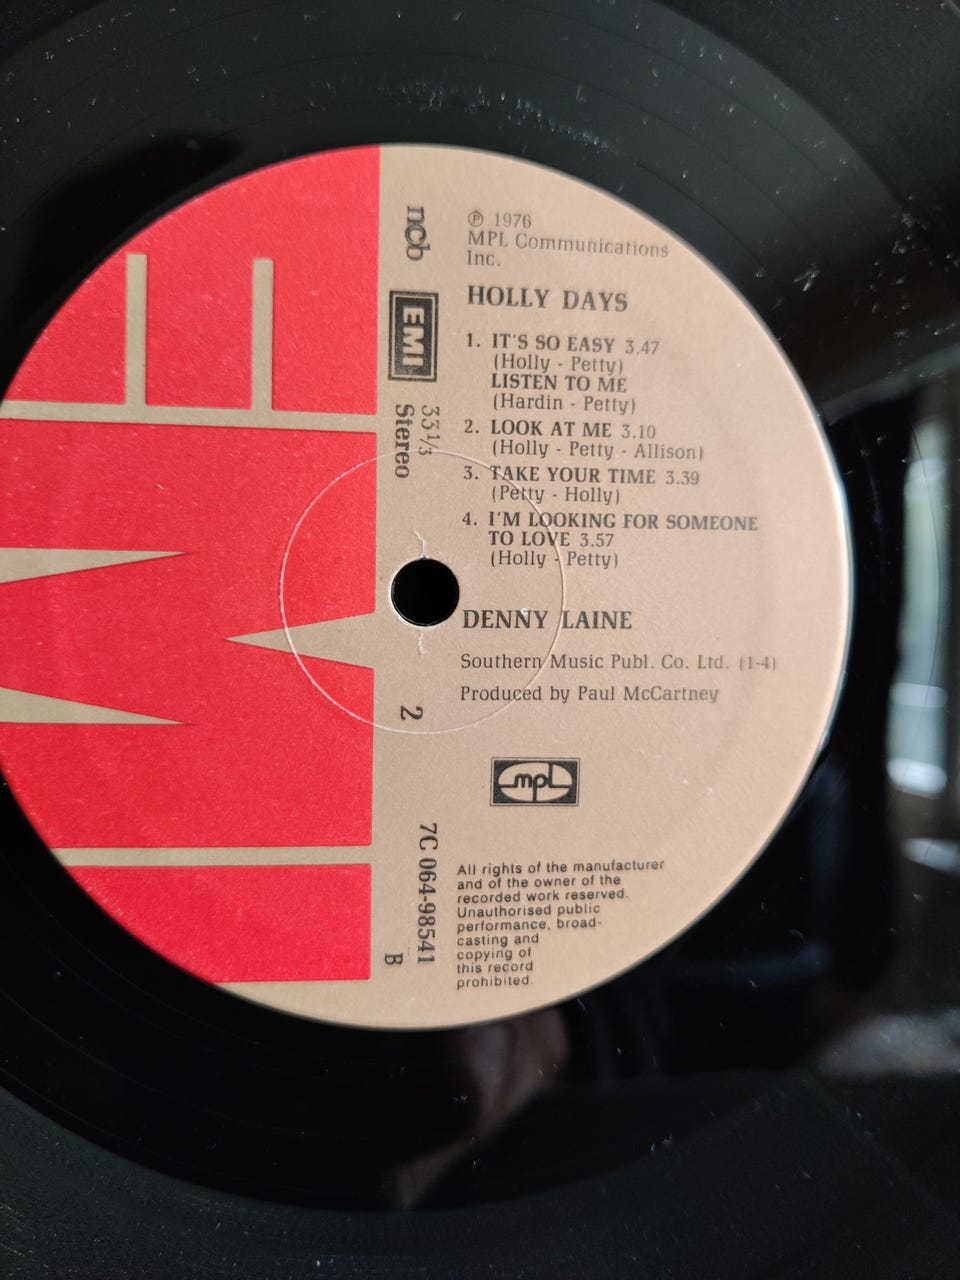 ncb
EMI
33 1/3
Stereo
2
7C 064-98541
B
EMI
℗ 1976
MPL Communications
Inc.
HOLLY DAYS
1. IT'S SO EASY 3.47
(Holly - Petty)
LISTEN TO ME
(Hardin - Petty)
2. LOOK AT ME 3.10
(Holly - Petty - Allison)
3. TAKE YOUR TIME 3.39
(Petty - Holly)
4. I'M LOOKING FOR SOMEONE
TO LOVE 3.57
(Holly - Petty)
DENNY LAINE
Southern Music Publ. Co. Ltd. (1-4)
Produced by Paul McCartney
mpl
All rights of the manufacturer
and of the owner of the
recorded work reserved.
Unauthorised public
performance, broad-
casting and
copying of
this record
prohibited.